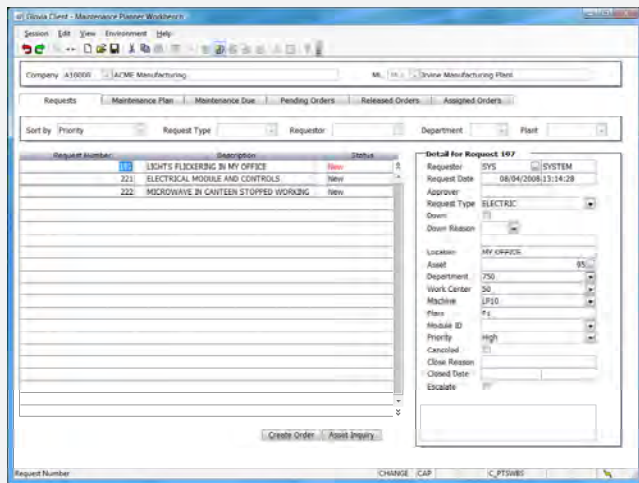 Glovia Client - Maintenance Planner Workbench
Session Edit View Environment Help
Company A10000 ACME Manufacturing ML Irvine Manufacturing Plant
Requests Maintenance Plan Maintenance Due Pending Orders Released Orders Assigned Orders
Sort by Priority Request Type Requestor Department Plant
Request Number Description Status
197 LIGHTS FLICKERING IN MY OFFICE New
221 ELECTRICAL MODULE AND CONTROLS New
222 MICROWAVE IN CANTEEN STOPPED WORKING New
Detail for Request 197
Requestor SYS SYSTEM
Request Date 08/04/2008 13:14:28
Approver
Request Type ELECTRIC
Down
Down Reason
Location MY OFFICE
Asset 95
Department 750
Work Center 50
Machine LP10
Plant
Module ID
Priority High
Canceled
Close Reason
Closed Date
Escalate
Create Order Asset Inquiry
Request Number CHANGE CAP C_PTSWBS